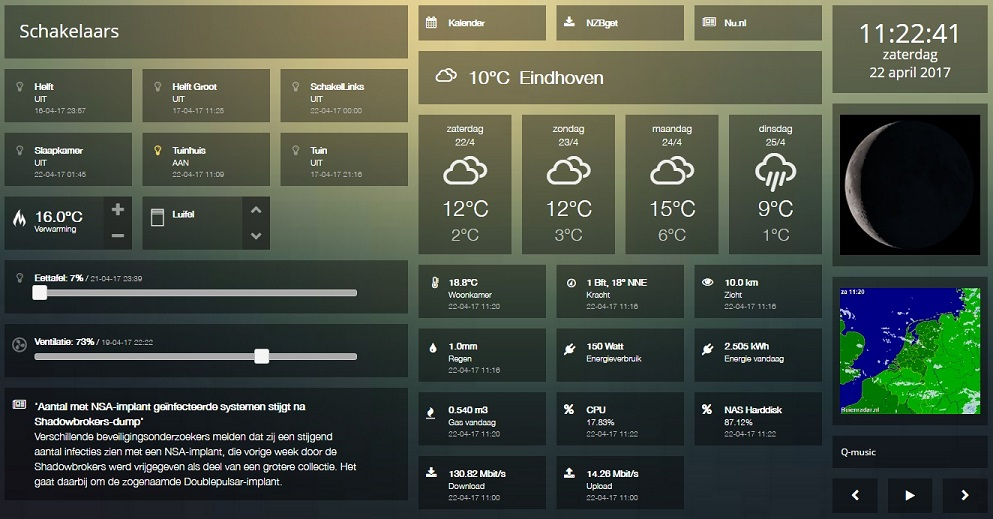 Schakelaars
Helft
UIT
16-04-17 23:57
Helft Groot
UIT
17-04-17 11:25
SchakelLinks
UIT
22-04-17 00:00
Slaapkamer
UIT
22-04-17 01:46
Tuinhuis
AAN
22-04-17 11:09
Tuin
UIT
17-04-17 21:16
16.0°C
Verwarming
Luifel
Eettafel: 7% / 21-04-17 23:39
Ventilatie: 73% / 19-04-17 22:22
'Aantal met NSA-implant geïnfecteerde systemen stijgt na
Shadowbrokers-dump'
Verschillende beveiligingsonderzoekers melden dat zij een stijgend
aantal infecties zien met een NSA-implant, die vorige week door de
Shadowbrokers werd vrijgegeven als deel van een grotere collectie. Het
gaat daarbij om de zogenaamde Doublepulsar-implant.
Kalender
NZBget
Nu.nl
10°C Eindhoven
zaterdag
22/4
12°C
2°C
zondag
23/4
12°C
3°C
maandag
24/4
15°C
6°C
dinsdag
25/4
9°C
1°C
18.8°C
Woonkamer
22-04-17 11:20
1 Bft, 18° NNE
Kracht
22-04-17 11:16
10.0 km
Zicht
22-04-17 11:16
1.0mm
Regen
22-04-17 11:16
150 Watt
Energieverbruik
2.505 kWh
Energie vandaag
0.540 m3
Gas vandaag
22-04-17 11:20
CPU
17.83%
22-04-17 11:22
NAS Harddisk
87.12%
22-04-17 11:22
130.82 Mbit/s
Download
22-04-17 11:00
14.26 Mbit/s
Upload
22-04-17 11:00
11:22:41
zaterdag
22 april 2017
za 11:20
Buienradar.nl
Q-music